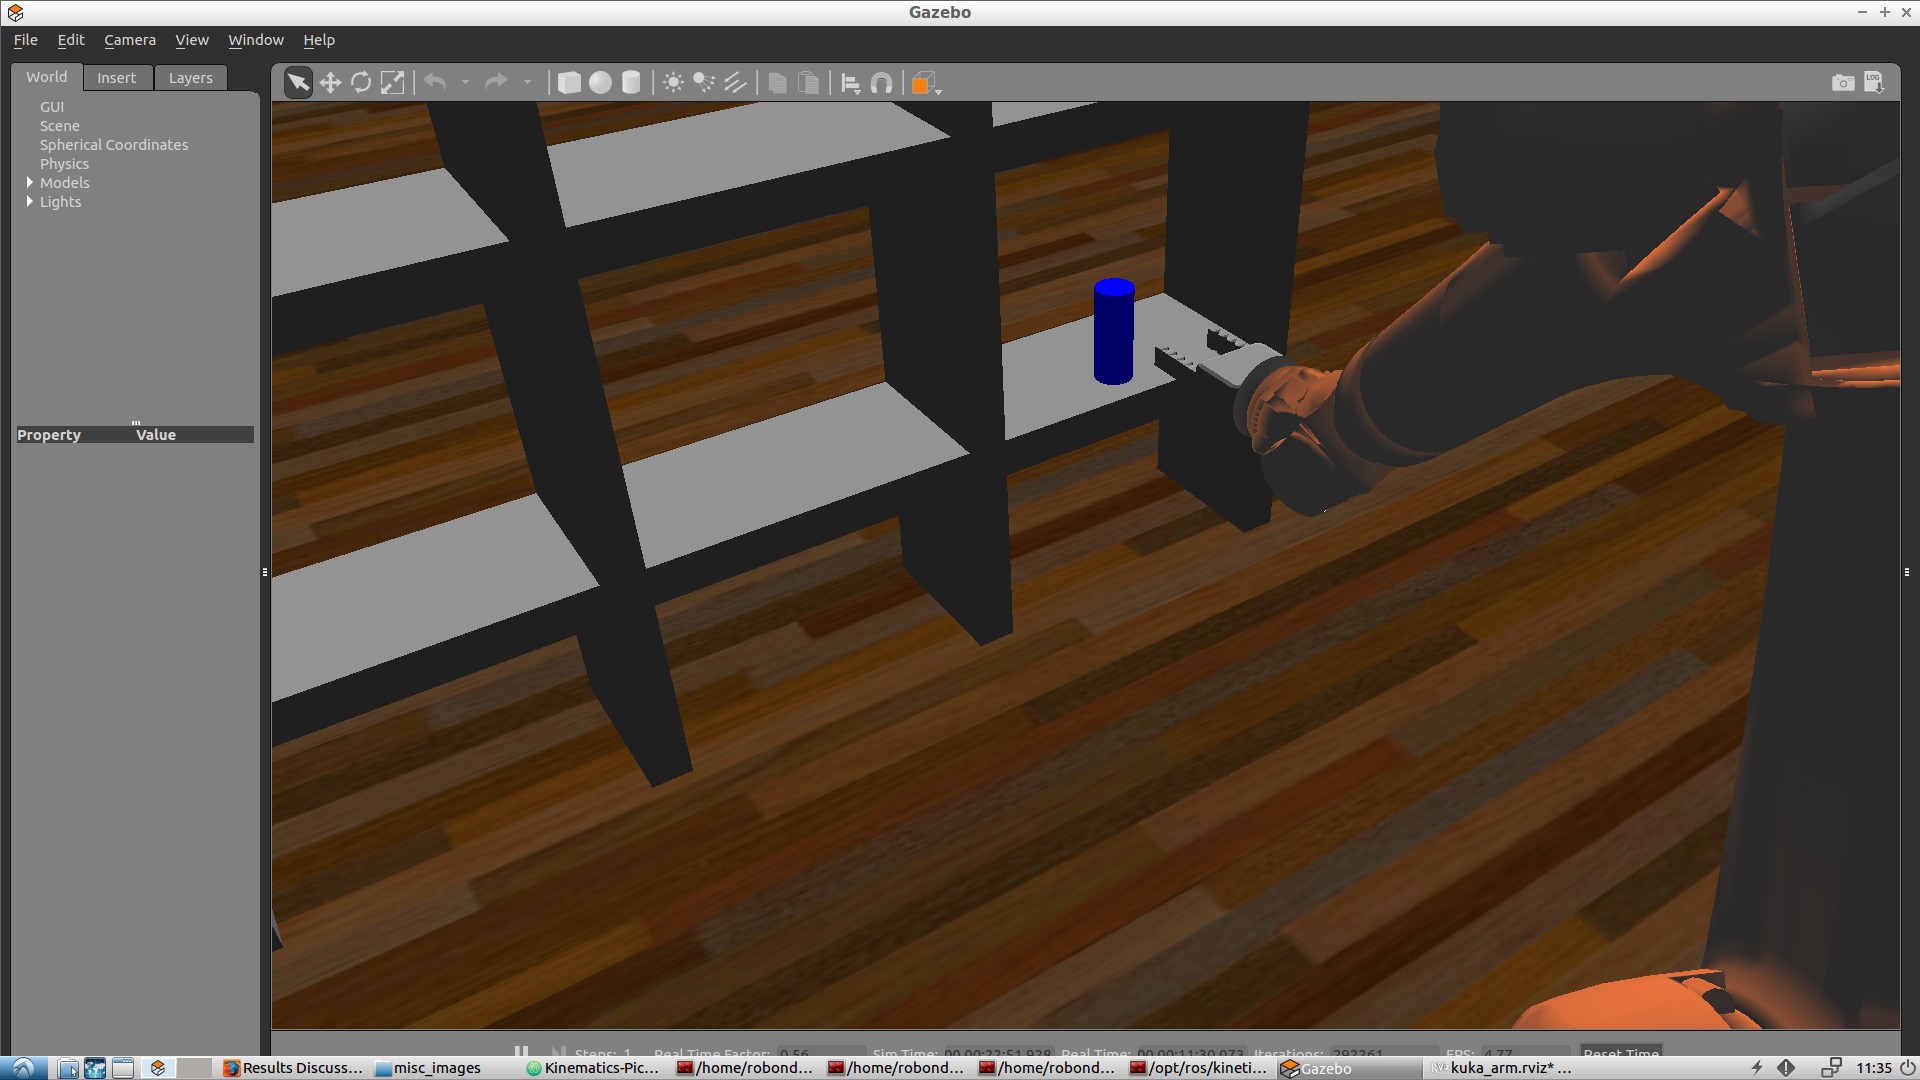 Gazebo
File Edit Camera View Window Help
World Insert Layers
LOG
GUI
Scene
Spherical Coordinates
Physics
Models
Lights
Property Value
Steps: 1 Real Time Factor: 0.56 Sim Time: 00 00:22:51.928 Real Time: 00 00:11:30.073 Iterations: 292261 FPS: 4.77 Reset Time
Results Discuss... misc_images Kinematics-Pic... /home/robond... /home/robond... /home/robond... /opt/ros/kineti... Gazebo kuka_arm.rviz* ... 11:35